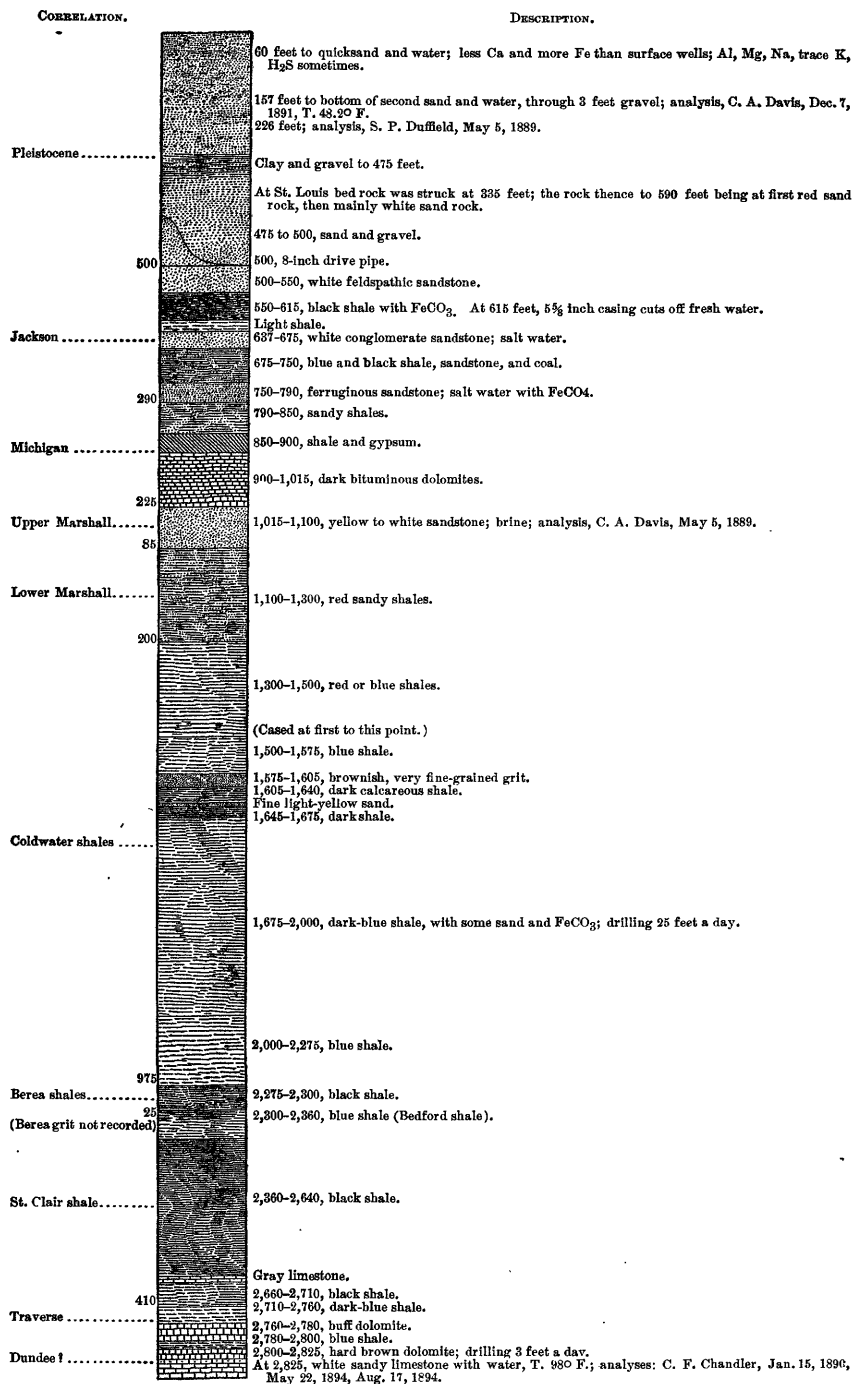 CORRELATION.
DESCRIPTION.
60 feet to quicksand and water; less Ca and more Fe than surface wells; Al, Mg, Na, trace K,
H2S sometimes.
157 feet to bottom of second sand and water, through 3 feet gravel; analysis, C. A. Davis, Dec. 7,
1891, T. 48.2º F.
226 feet; analysis, S. P. Duffield, May 5, 1889.
Pleistocene
Clay and gravel to 475 feet.
At St. Louis bed rock was struck at 335 feet; the rock thence to 590 feet being at first red sand
rock, then mainly white sand rock.
475 to 500, sand and gravel.
500
500, 8-inch drive pipe.
500–550, white feldspathic sandstone.
550–615, black shale with FeCO3. At 615 feet, 5⅝ inch casing cuts off fresh water.
Light shale.
Jackson
637–675, white conglomerate sandstone; salt water.
675–750, blue and black shale, sandstone, and coal.
290
750–790, ferruginous sandstone; salt water with FeCO4.
790–850, sandy shales.
850–900, shale and gypsum.
Michigan
900–1,015, dark bituminous dolomites.
225
Upper Marshall
1,015–1,100, yellow to white sandstone; brine; analysis, C. A. Davis, May 5, 1889.
85
Lower Marshall
1,100–1,300, red sandy shales.
200
1,300–1,500, red or blue shales.
(Cased at first to this point.)
1,500–1,575, blue shale.
1,575–1,605, brownish, very fine-grained grit.
1,605–1,640, dark calcareous shale.
Fine light-yellow sand.
1,645–1,675, dark shale.
Coldwater shales
1,675–2,000, dark-blue shale, with some sand and FeCO3; drilling 25 feet a day.
2,000–2,275, blue shale.
975
Berea shales
2,275–2,300, black shale.
25
2,300–2,360, blue shale (Bedford shale).
(Berea grit not recorded)
St. Clair shale
2,360–2,640, black shale.
Gray limestone.
2,660–2,710, black shale.
410
2,710–2,760, dark-blue shale.
Traverse
2,760–2,780, buff dolomite.
2,780–2,800, blue shale.
2,800–2,825, hard brown dolomite; drilling 3 feet a day.
Dundee?
At 2,825, white sandy limestone with water, T. 98º F.; analyses: C. F. Chandler, Jan. 15, 1890,
May 22, 1894, Aug. 17, 1894.